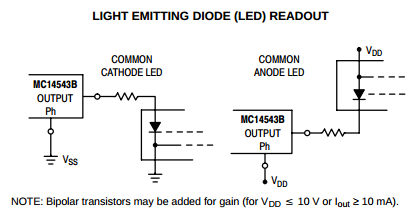 LIGHT EMITTING DIODE (LED) READOUT
COMMON
CATHODE LED
MC14543B
OUTPUT
Ph
VSS
COMMON
ANODE LED
VDD
MC14543B
OUTPUT
Ph
VDD
NOTE: Bipolar transistors may be added for gain (for VDD ≤ 10 V or Iout ≥ 10 mA).